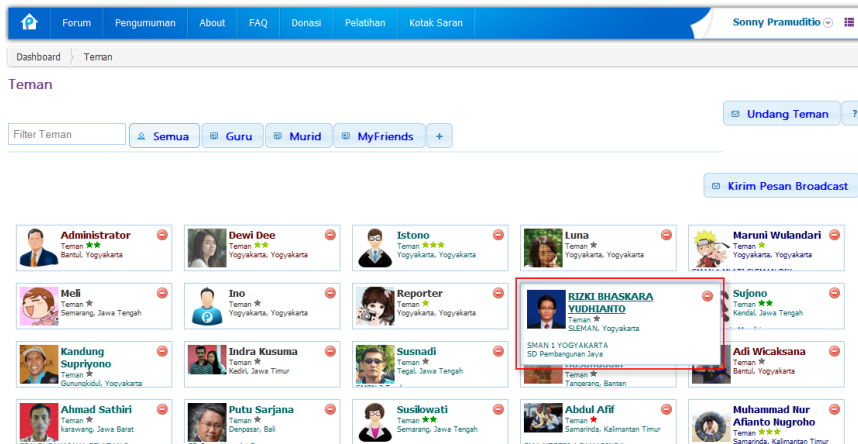 Forum Pengumuman About FAQ Donasi Pelatihan Kotak Saran Sonny Pramuditio
Dashboard Teman
Teman
Undang Teman ?
Filter Teman Semua Guru Murid MyFriends +
Kirim Pesan Broadcast
Administrator
Teman
Bantul, Yogyakarta
Dewi Dee
Teman
Yogyakarta, Yogyakarta
Istono
Teman
Yogyakarta, Yogyakarta
Luna
Teman
Yogyakarta, Yogyakarta
Maruni Wulandari
Teman
Yogyakarta, Yogyakarta
Meli
Teman
Semarang, Jawa Tengah
Ino
Teman
Yogyakarta, Yogyakarta
Reporter
Teman
Yogyakarta, Yogyakarta
RIZKI BHASKARA
YUDHIANTO
Teman
SLEMAN, Yogyakarta
SMAN 1 YOGYAKARTA
SD Pembangunan Jaya
Sujono
Teman
Kendal, Jawa Tengah
Kandung
Supriyono
Teman
Gunungkidul, Yogyakarta
Indra Kusuma
Teman
Kediri, Jawa Timur
Susnadi
Teman
Tegal, Jawa Tengah
Teman
Tangerang, Banten
Adi Wicaksana
Teman
Bantul, Yogyakarta
Ahmad Sathiri
Teman
karawang, Jawa Barat
Putu Sarjana
Teman
Denpasar, Bali
Susilowati
Teman
Semarang, Jawa Tengah
Abdul Afif
Teman
Samarinda, Kalimantan Timur
Muhammad Nur
Afianto Nugroho
Teman
Samarinda, Kalimantan Timur